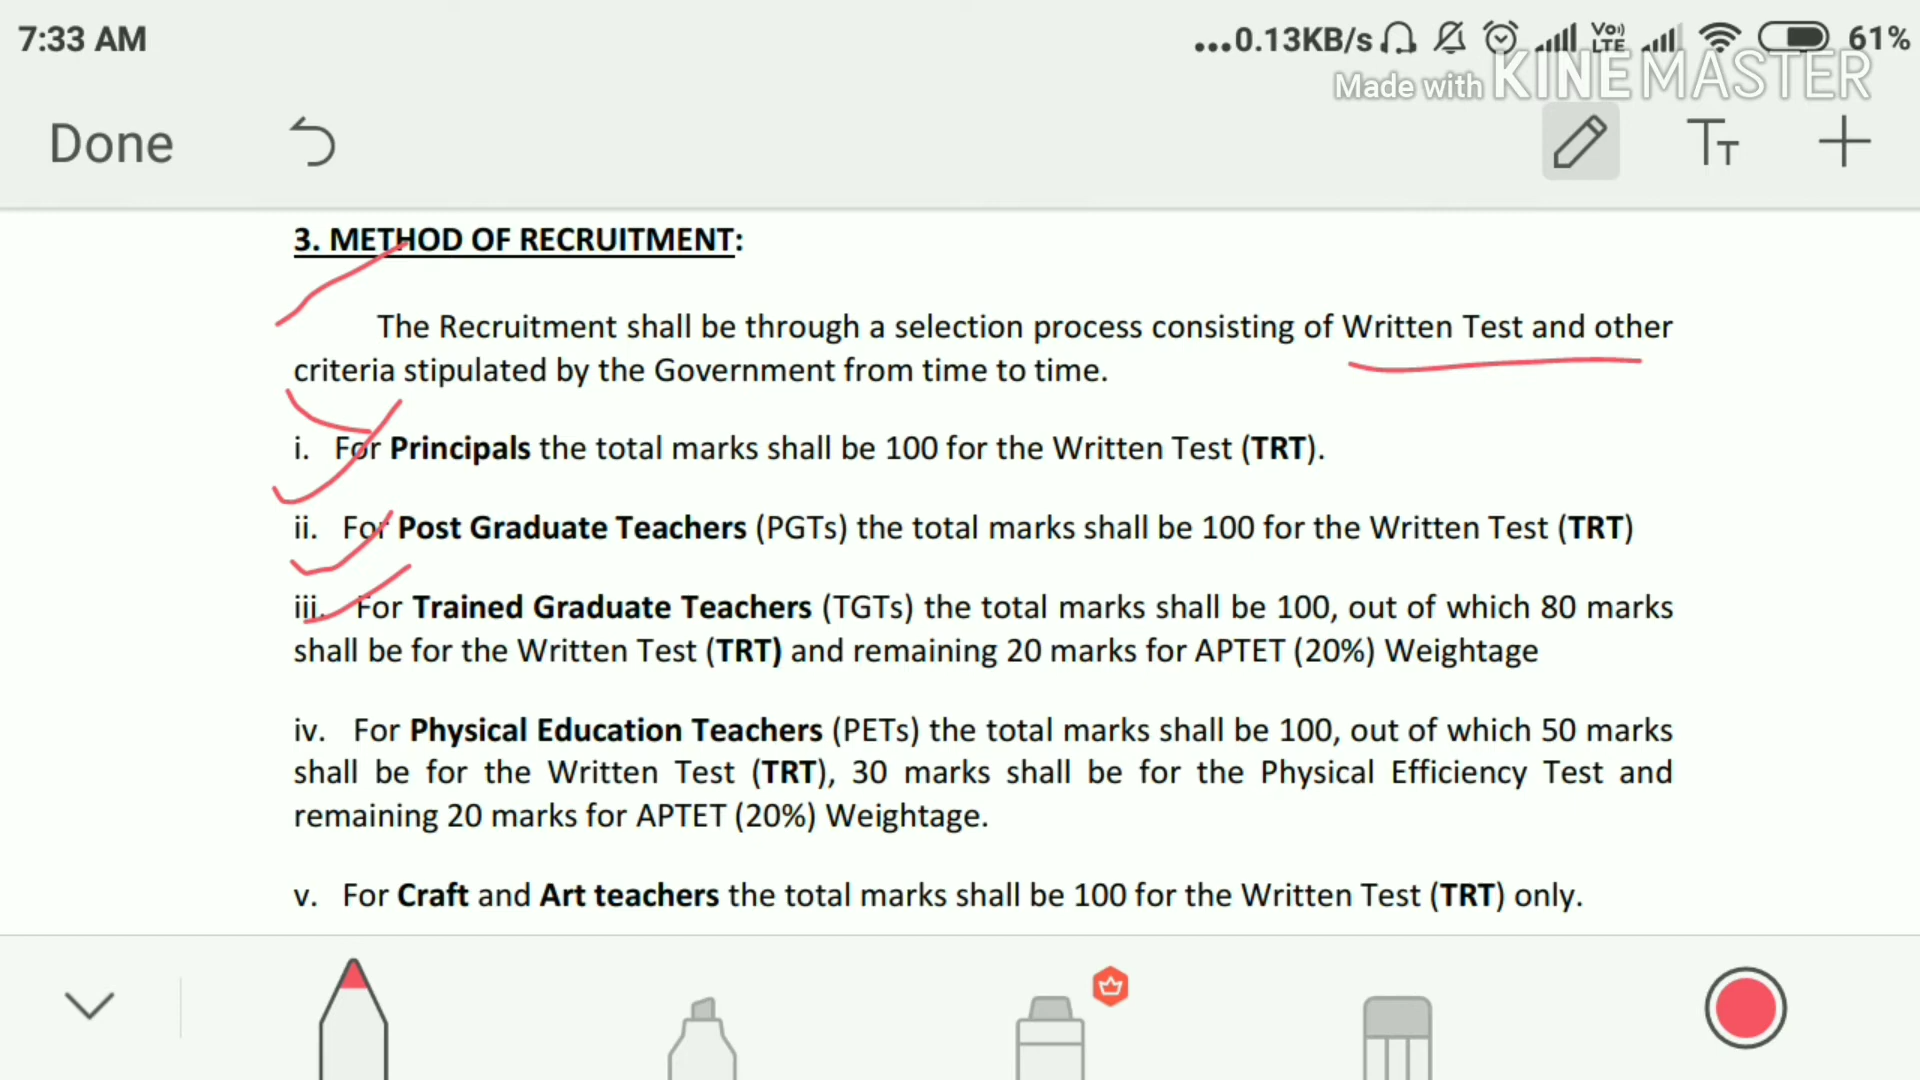 7:33 AM
...0.13KB/s Vo)) LTE 61%
Made with KINEMASTER
Done TT
3. METHOD OF RECRUITMENT:
The Recruitment shall be through a selection process consisting of Written Test and other
criteria stipulated by the Government from time to time.
i. For Principals the total marks shall be 100 for the Written Test (TRT).
ii. For Post Graduate Teachers (PGTs) the total marks shall be 100 for the Written Test (TRT)
iii. For Trained Graduate Teachers (TGTs) the total marks shall be 100, out of which 80 marks
shall be for the Written Test (TRT) and remaining 20 marks for APTET (20%) Weightage
iv. For Physical Education Teachers (PETs) the total marks shall be 100, out of which 50 marks
shall be for the Written Test (TRT), 30 marks shall be for the Physical Efficiency Test and
remaining 20 marks for APTET (20%) Weightage.
v. For Craft and Art teachers the total marks shall be 100 for the Written Test (TRT) only.